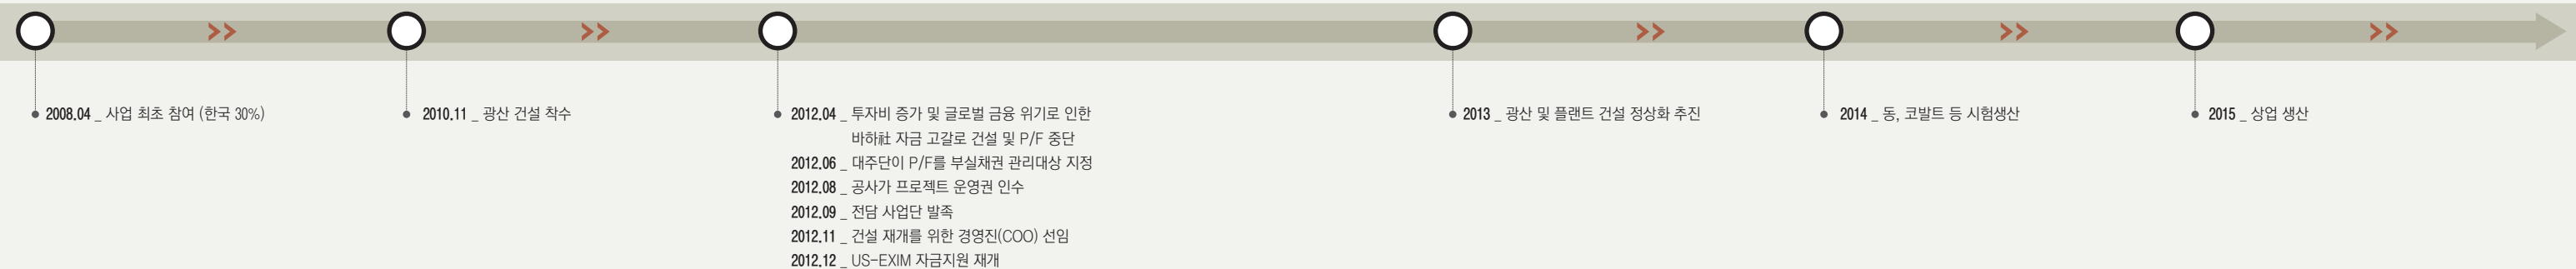 2008.04 _ 사업 최초 참여 (한국 30%)
2010.11 _ 광산 건설 착수
2012.04 _ 투자비 증가 및 글로벌 금융 위기로 인한
바하社 자금 고갈로 건설 및 P/F 중단
2012.06 _ 대주단이 P/F를 부실채권 관리대상 지정
2012.08 _ 공사가 프로젝트 운영권 인수
2012.09 _ 전담 사업단 발족
2012.11 _ 건설 재개를 위한 경영진(COO) 선임
2012.12 _ US-EXIM 자금지원 재개
2013 _ 광산 및 플랜트 건설 정상화 추진
2014 _ 동, 코발트 등 시험생산
2015 _ 상업 생산